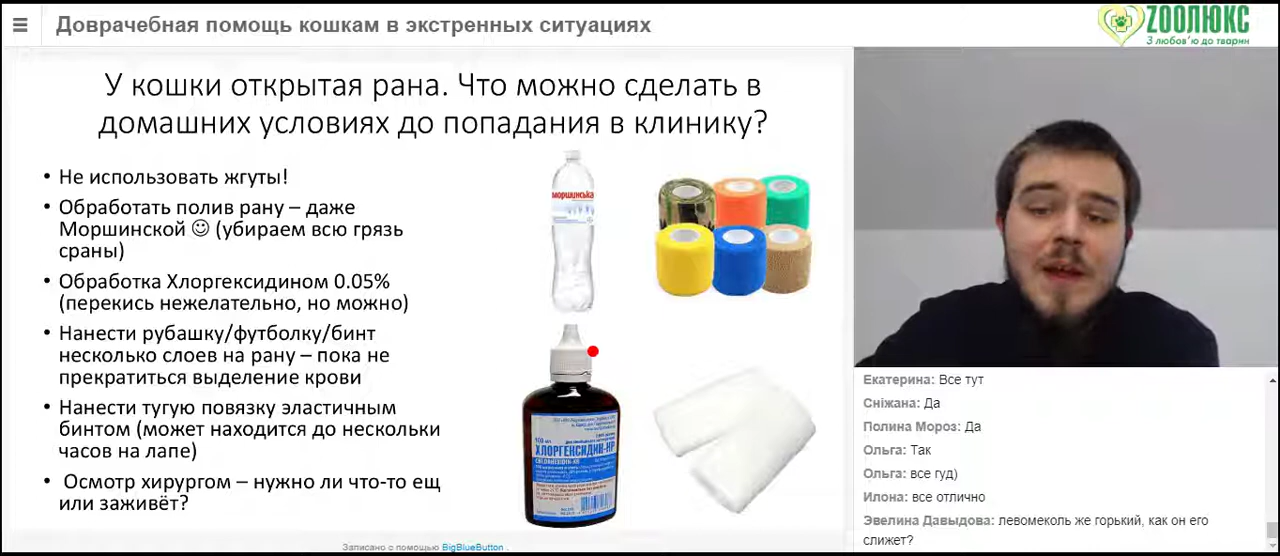 Доврачебная помощь кошкам в экстренных ситуациях
ZOOЛЮКС
З любов'ю до тварин
У кошки открытая рана. Что можно сделать в
домашних условиях до попадания в клинику?
• Не использовать жгуты!
• Обработать полив рану – даже
Моршинской ☺ (убираем всю грязь
сраны)
• Обработка Хлоргексидином 0.05%
(перекись нежелательно, но можно)
• Нанести рубашку/футболку/бинт
несколько слоев на рану – пока не
прекратиться выделение крови
• Нанести тугую повязку эластичным
бинтом (может находится до нескольки
часов на лапе)
• Осмотр хирургом – нужно ли что-то ещ
или заживёт?
моршинська
100 мл
ХЛОРГЕКСИДИН-КР
Записано с помощью BigBlueButton .
Екатерина: Все тут
Сніжана: Да
Полина Мороз: Да
Ольга: Так
Ольга: все гуд)
Илона: все отлично
Эвелина Давыдова: левомеколь же горький, как он его
слижет?